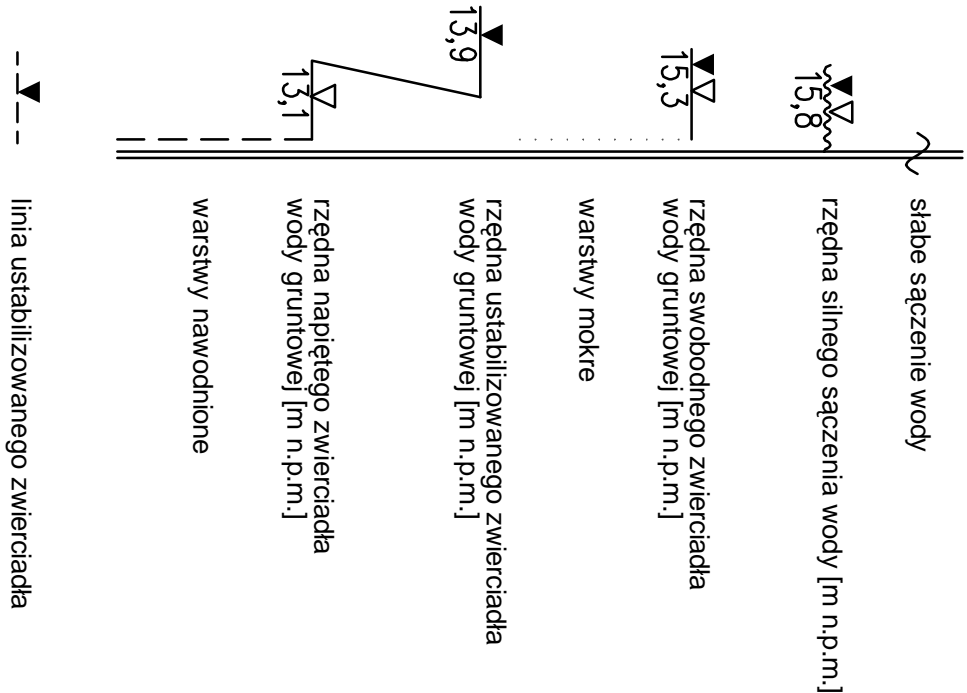 słabe sączenie wody
15,8
rzędna silnego sączenia wody [m n.p.m.]
15,3
rzędna swobodnego zwierciadła
wody gruntowej [m n.p.m.]
warstwy mokre
13,9
rzędna ustabilizowanego zwierciadła
wody gruntowej [m n.p.m.]
13,1
rzędna napiętego zwierciadła
wody gruntowej [m n.p.m.]
warstwy nawodnione
linia ustabilizowanego zwierciadła